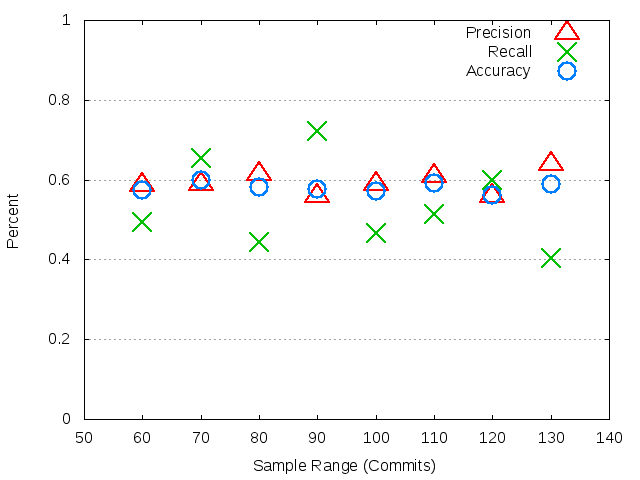 Precision
Recall
Accuracy
1
0.8
0.6
0.4
0.2
0
Percent
50 60 70 80 90 100 110 120 130 140
Sample Range (Commits)